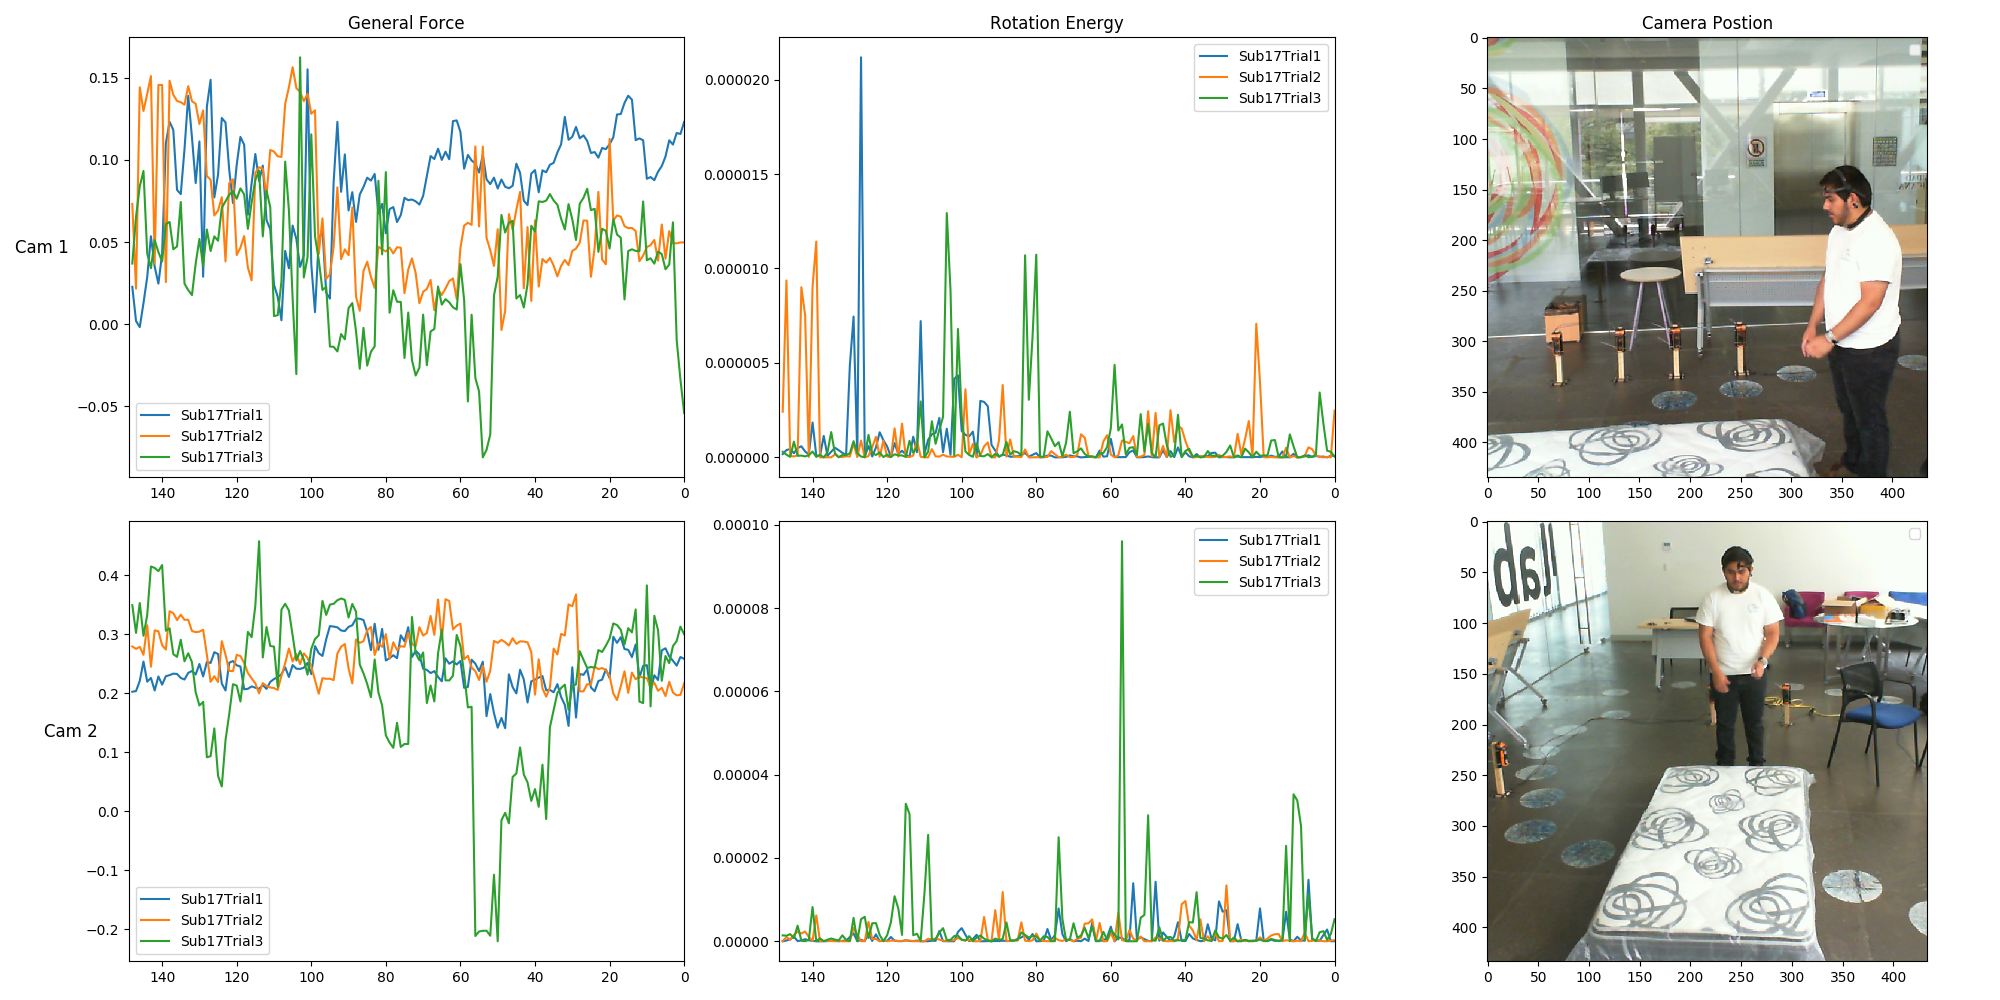 General Force
Rotation Energy
Camera Postion
Cam 1
0.15
0.10
0.05
0.00
−0.05
Sub17Trial1
Sub17Trial2
Sub17Trial3
140 120 100 80 60 40 20 0
0.000020
0.000015
0.000010
0.000005
0.000000
Sub17Trial1
Sub17Trial2
Sub17Trial3
140 120 100 80 60 40 20 0
0
50
100
150
200
250
300
350
400
0 50 100 150 200 250 300 350 400
Cam 2
0.4
0.3
0.2
0.1
0.0
−0.1
−0.2
Sub17Trial1
Sub17Trial2
Sub17Trial3
140 120 100 80 60 40 20 0
0.00010
0.00008
0.00006
0.00004
0.00002
0.00000
Sub17Trial1
Sub17Trial2
Sub17Trial3
140 120 100 80 60 40 20 0
0
50
100
150
200
250
300
350
400
0 50 100 150 200 250 300 350 400